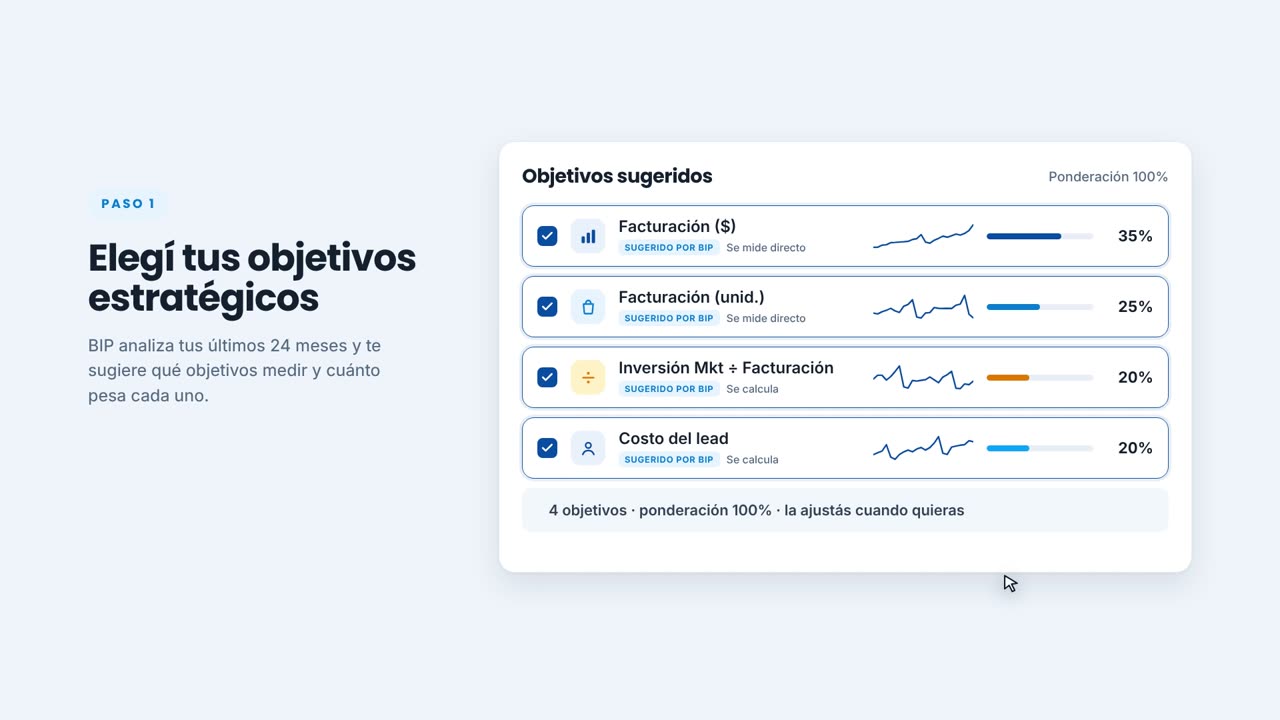 PASO 1
Elegí tus objetivos
estratégicos
BIP analiza tus últimos 24 meses y te
sugiere qué objetivos medir y cuánto
pesa cada uno.
Objetivos sugeridos
Ponderación 100%
Facturación ($)
SUGERIDO POR BIP Se mide directo
35%
Facturación (unid.)
SUGERIDO POR BIP Se mide directo
25%
Inversión Mkt ÷ Facturación
SUGERIDO POR BIP Se calcula
20%
Costo del lead
SUGERIDO POR BIP Se calcula
20%
4 objetivos · ponderación 100% · la ajustás cuando quieras